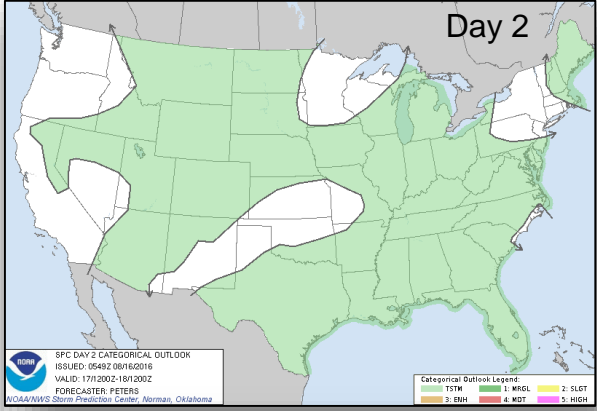 Day 2
SPC DAY 2 CATEGORICAL OUTLOOK
ISSUED: 0549Z 08/16/2016
VALID: 17/1200Z-18/1200Z
FORECASTER: PETERS
NOAA/NWS Storm Prediction Center, Norman, Oklahoma
NOAA
Categorical Outlook Legend:
TSTM 1: MRGL 2: SLGT
3: ENH 4: MDT 5: HIGH